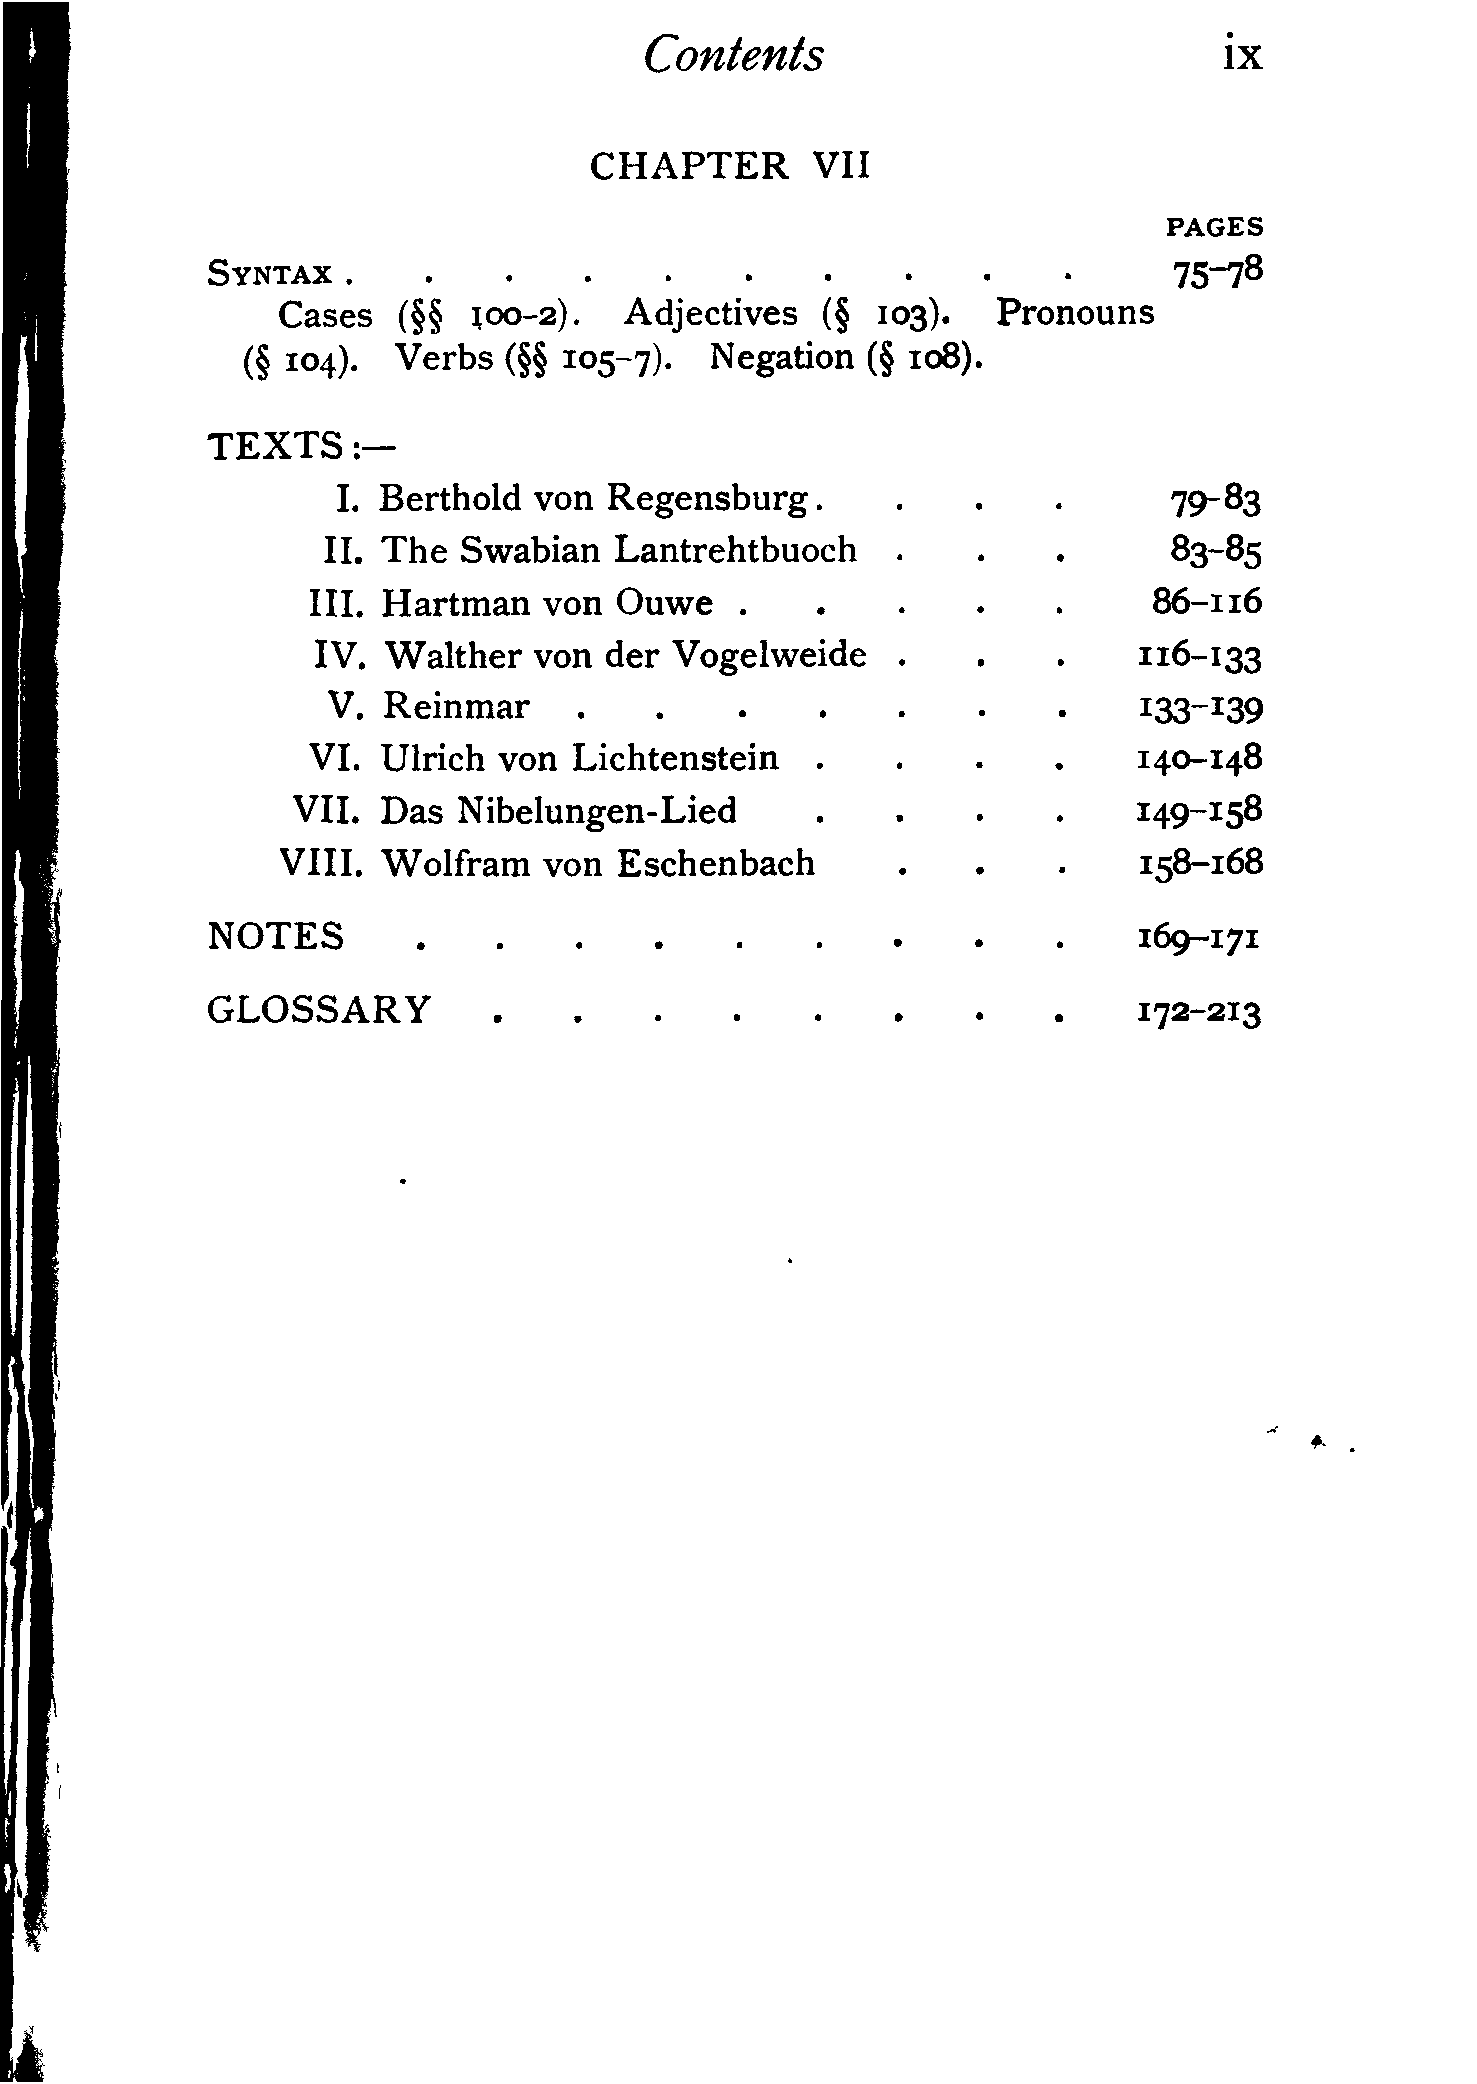 Contents ix
CHAPTER VII
PAGES
SYNTAX . . . . . . . . . . 75–78
Cases (§§ 100–2). Adjectives (§ 103). Pronouns
(§ 104). Verbs (§§ 105–7). Negation (§ 108).
TEXTS :—
I. Berthold von Regensburg . . . . 79–83
II. The Swabian Lantrehtbuoch . . . 83–85
III. Hartman von Ouwe . . . . . 86–116
IV. Walther von der Vogelweide . . . 116–133
V. Reinmar . . . . . . . 133–139
VI. Ulrich von Lichtenstein . . . . 140–148
VII. Das Nibelungen-Lied . . . . 149–158
VIII. Wolfram von Eschenbach . . . 158–168
NOTES . . . . . . . . . 169–171
GLOSSARY . . . . . . . . 172–213